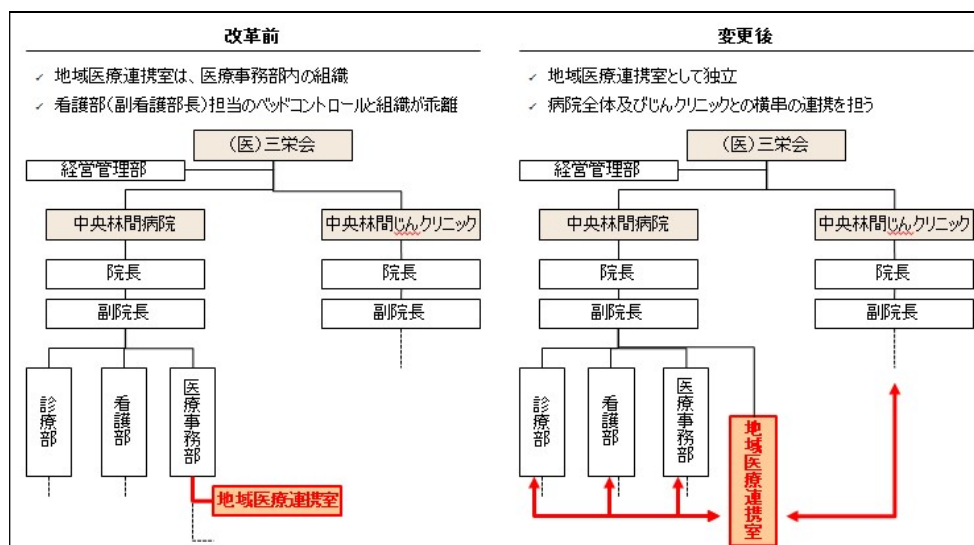 改革前
✓ 地域医療連携室は、医療事務部内の組織
✓ 看護部(副看護部長)担当のベッドコントロールと組織が乖離
(医)三栄会
経営管理部
中央林間病院
中央林間じんクリニック
院長
院長
副院長
副院長
診療部
看護部
医療事務部
地域医療連携室
変更後
✓ 地域医療連携室として独立
✓ 病院全体及びじんクリニックとの横串の連携を担う
(医)三栄会
経営管理部
中央林間病院
中央林間じんクリニック
院長
院長
副院長
副院長
診療部
看護部
医療事務部
地域医療連携室